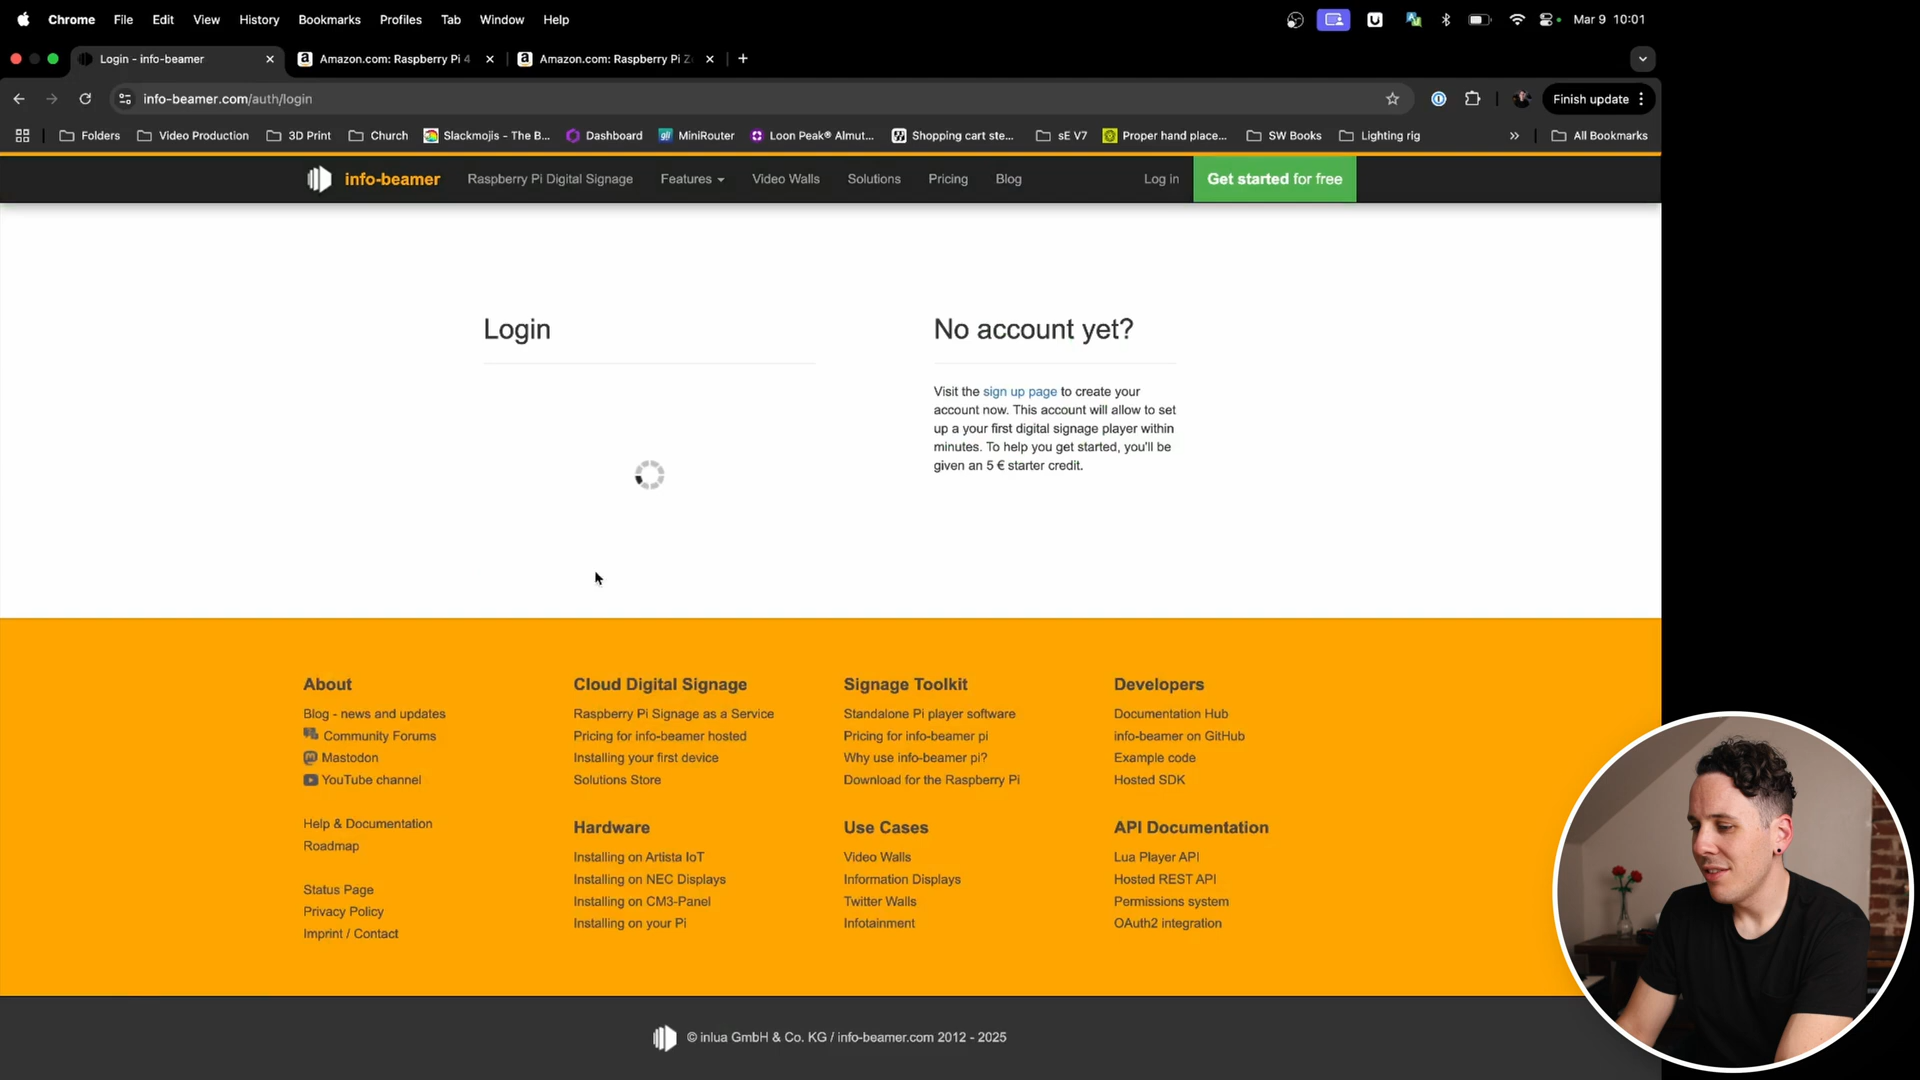 Chrome File Edit View History Bookmarks Profiles Tab Window Help Mar 9 10:01
Login - info-beamer Amazon.com: Raspberry Pi 4 Amazon.com: Raspberry Pi Z
info-beamer.com/auth/login Finish update
Folders Video Production 3D Print Church Slackmojis - The B... Dashboard MiniRouter Loon Peak® Almut... Shopping cart ste... sE V7 Proper hand place... SW Books Lighting rig » All Bookmarks
info-beamer Raspberry Pi Digital Signage Features Video Walls Solutions Pricing Blog Log in Get started for free
Login
No account yet?
Visit the sign up page to create your
account now. This account will allow to set
up a your first digital signage player within
minutes. To help you get started, you'll be
given an 5 € starter credit.
About
Blog - news and updates
Community Forums
Mastodon
YouTube channel
Help & Documentation
Roadmap
Status Page
Privacy Policy
Imprint / Contact
Cloud Digital Signage
Raspberry Pi Signage as a Service
Pricing for info-beamer hosted
Installing your first device
Solutions Store
Hardware
Installing on Artista IoT
Installing on NEC Displays
Installing on CM3-Panel
Installing on your Pi
Signage Toolkit
Standalone Pi player software
Pricing for info-beamer pi
Why use info-beamer pi?
Download for the Raspberry Pi
Use Cases
Video Walls
Information Displays
Twitter Walls
Infotainment
Developers
Documentation Hub
info-beamer on GitHub
Example code
Hosted SDK
API Documentation
Lua Player API
Hosted REST API
Permissions system
OAuth2 integration
© inlua GmbH & Co. KG / info-beamer.com 2012 - 2025